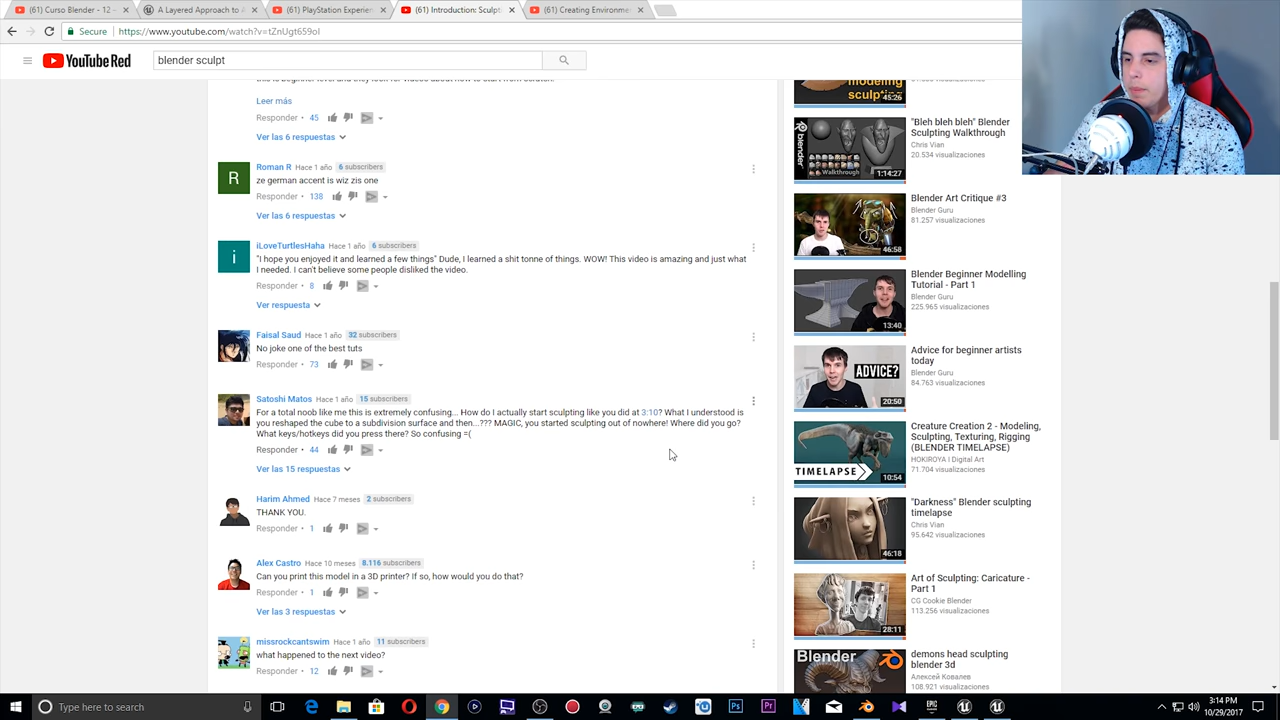 (61) Curso Blender - 12 -
A Layered Approach to A
(61) PlayStation Experien
(61) Introduction: Sculpt
(61) Creating Environme
Secure
https://www.youtube.com/watch?v=tZnUgt659oI
YouTube Red
blender sculpt
Leer más
Responder • 45
Ver las 6 respuestas
R
Roman R Hace 1 año 6 subscribers
ze german accent is wiz zis one
Responder • 138
Ver las 6 respuestas
i
iLoveTurtlesHaha Hace 1 año 6 subscribers
"I hope you enjoyed it and learned a few things" Dude, I learned a shit tonne of things. WOW! This video is amazing and just what
I needed. I can't believe some people disliked the video.
Responder • 8
Ver respuesta
Faisal Saud Hace 1 año 32 subscribers
No joke one of the best tuts
Responder • 73
Satoshi Matos Hace 1 año 15 subscribers
For a total noob like me this is extremely confusing... How do I actually start sculpting like you did at 3:10? What I understood is
you reshaped the cube to a subdivision surface and then...??? MAGIC, you started sculpting out of nowhere! Where did you go?
What keys/hotkeys did you press there? So confusing =(
Responder • 44
Ver las 15 respuestas
Harim Ahmed Hace 7 meses 2 subscribers
THANK YOU.
Responder • 1
Alex Castro Hace 10 meses 8.116 subscribers
Can you print this model in a 3D printer? If so, how would you do that?
Responder • 1
Ver las 3 respuestas
missrockcantswim Hace 1 año 11 subscribers
what happened to the next video?
Responder • 12
modeling
sculpting
45:26
blender
Walkthrough
1:14:27
"Bleh bleh bleh" Blender
Sculpting Walkthrough
Chris Vian
20.534 visualizaciones
46:58
Blender Art Critique #3
Blender Guru
81.257 visualizaciones
13:40
Blender Beginner Modelling
Tutorial - Part 1
Blender Guru
225.965 visualizaciones
ADVICE?
20:50
Advice for beginner artists
today
Blender Guru
84.763 visualizaciones
TIMELAPSE
10:54
Creature Creation 2 - Modeling,
Sculpting, Texturing, Rigging
(BLENDER TIMELAPSE)
HOKIROYA I Digital Art
71.704 visualizaciones
46:18
"Darkness" Blender sculpting
timelapse
Chris Vian
95.642 visualizaciones
28:11
Art of Sculpting: Caricature -
Part 1
CG Cookie Blender
113.256 visualizaciones
Blender
demons head sculpting
blender 3d
Алексей Ковалев
108.921 visualizaciones
Type here to search
Ps
Pr
EPIC
GAMES
3:14 PM
10/29/2017